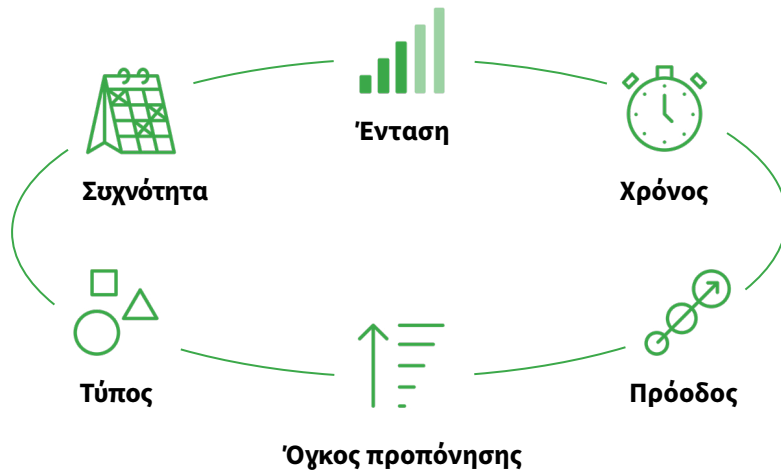 Ένταση
Συχνότητα
Χρόνος
Τύπος
Πρόοδος
Όγκος προπόνησης